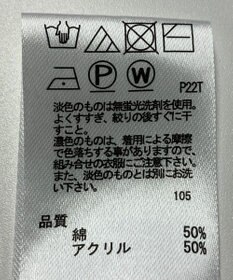 P
W
P22T
淡色のものは無蛍光洗剤を使用。
よくすすぎ、絞りの後すぐに干
すこと。
濃色のものは、着用による摩擦
で色落ちする事がありますので、
組み合せの衣服にご注意下さい。
また、淡色のものとは別にお洗
い下さい。
105
品質
綿 50%
アクリル 50%